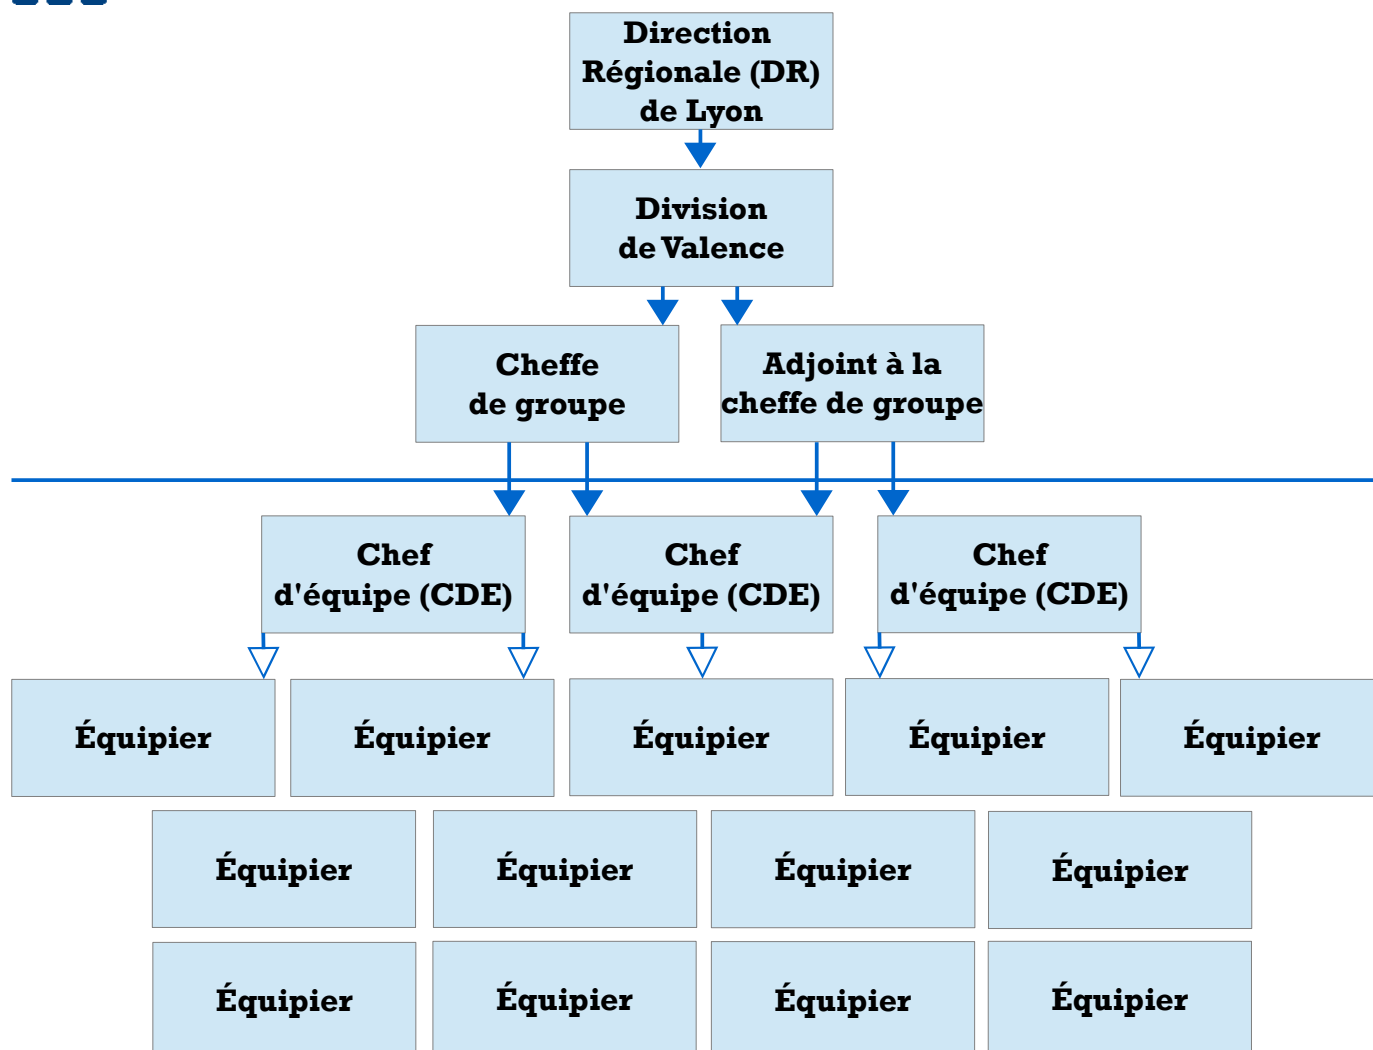 Direction
Régionale (DR)
de Lyon
Division
de Valence
Cheffe
de groupe
Adjoint à la
cheffe de groupe
Chef
d'équipe (CDE)
Chef
d'équipe (CDE)
Chef
d'équipe (CDE)
Équipier
Équipier
Équipier
Équipier
Équipier
Équipier
Équipier
Équipier
Équipier
Équipier
Équipier
Équipier
Équipier